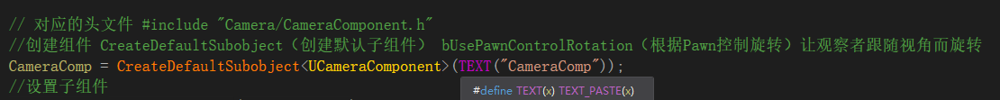 // 对应的头文件 #include "Camera/CameraComponent.h"
//创建组件 CreateDefaultSubobject（创建默认子组件） bUsePawnControlRotation（根据Pawn控制旋转）让观察者跟随视角而旋转
CameraComp = CreateDefaultSubobject<UCameraComponent>(TEXT("CameraComp"));
//设置子组件
#define TEXT(x) TEXT_PASTE(x)